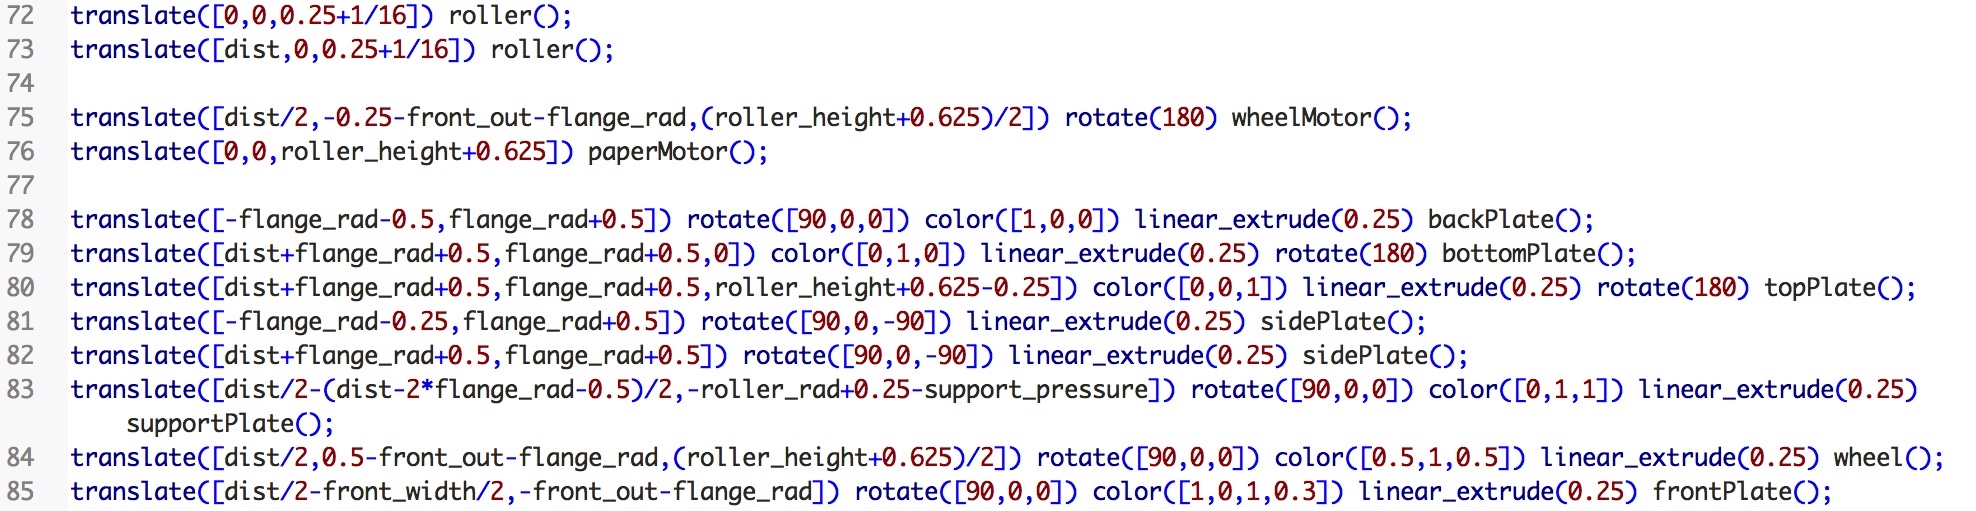 72 translate([0,0,0.25+1/16]) roller();
73 translate([dist,0,0.25+1/16]) roller();
74
75 translate([dist/2,-0.25-front_out-flange_rad,(roller_height+0.625)/2]) rotate(180) wheelMotor();
76 translate([0,0,roller_height+0.625]) paperMotor();
77
78 translate([-flange_rad-0.5,flange_rad+0.5]) rotate([90,0,0]) color([1,0,0]) linear_extrude(0.25) backPlate();
79 translate([dist+flange_rad+0.5,flange_rad+0.5,0]) color([0,1,0]) linear_extrude(0.25) rotate(180) bottomPlate();
80 translate([dist+flange_rad+0.5,flange_rad+0.5,roller_height+0.625-0.25]) color([0,0,1]) linear_extrude(0.25) rotate(180) topPlate();
81 translate([-flange_rad-0.25,flange_rad+0.5]) rotate([90,0,-90]) linear_extrude(0.25) sidePlate();
82 translate([dist+flange_rad+0.5,flange_rad+0.5]) rotate([90,0,-90]) linear_extrude(0.25) sidePlate();
83 translate([dist/2-(dist-2*flange_rad-0.5)/2,-roller_rad+0.25-support_pressure]) rotate([90,0,0]) color([0,1,1]) linear_extrude(0.25)
supportPlate();
84 translate([dist/2,0.5-front_out-flange_rad,(roller_height+0.625)/2]) rotate([90,0,0]) color([0.5,1,0.5]) linear_extrude(0.25) wheel();
85 translate([dist/2-front_width/2,-front_out-flange_rad]) rotate([90,0,0]) color([1,0,1,0.3]) linear_extrude(0.25) frontPlate();